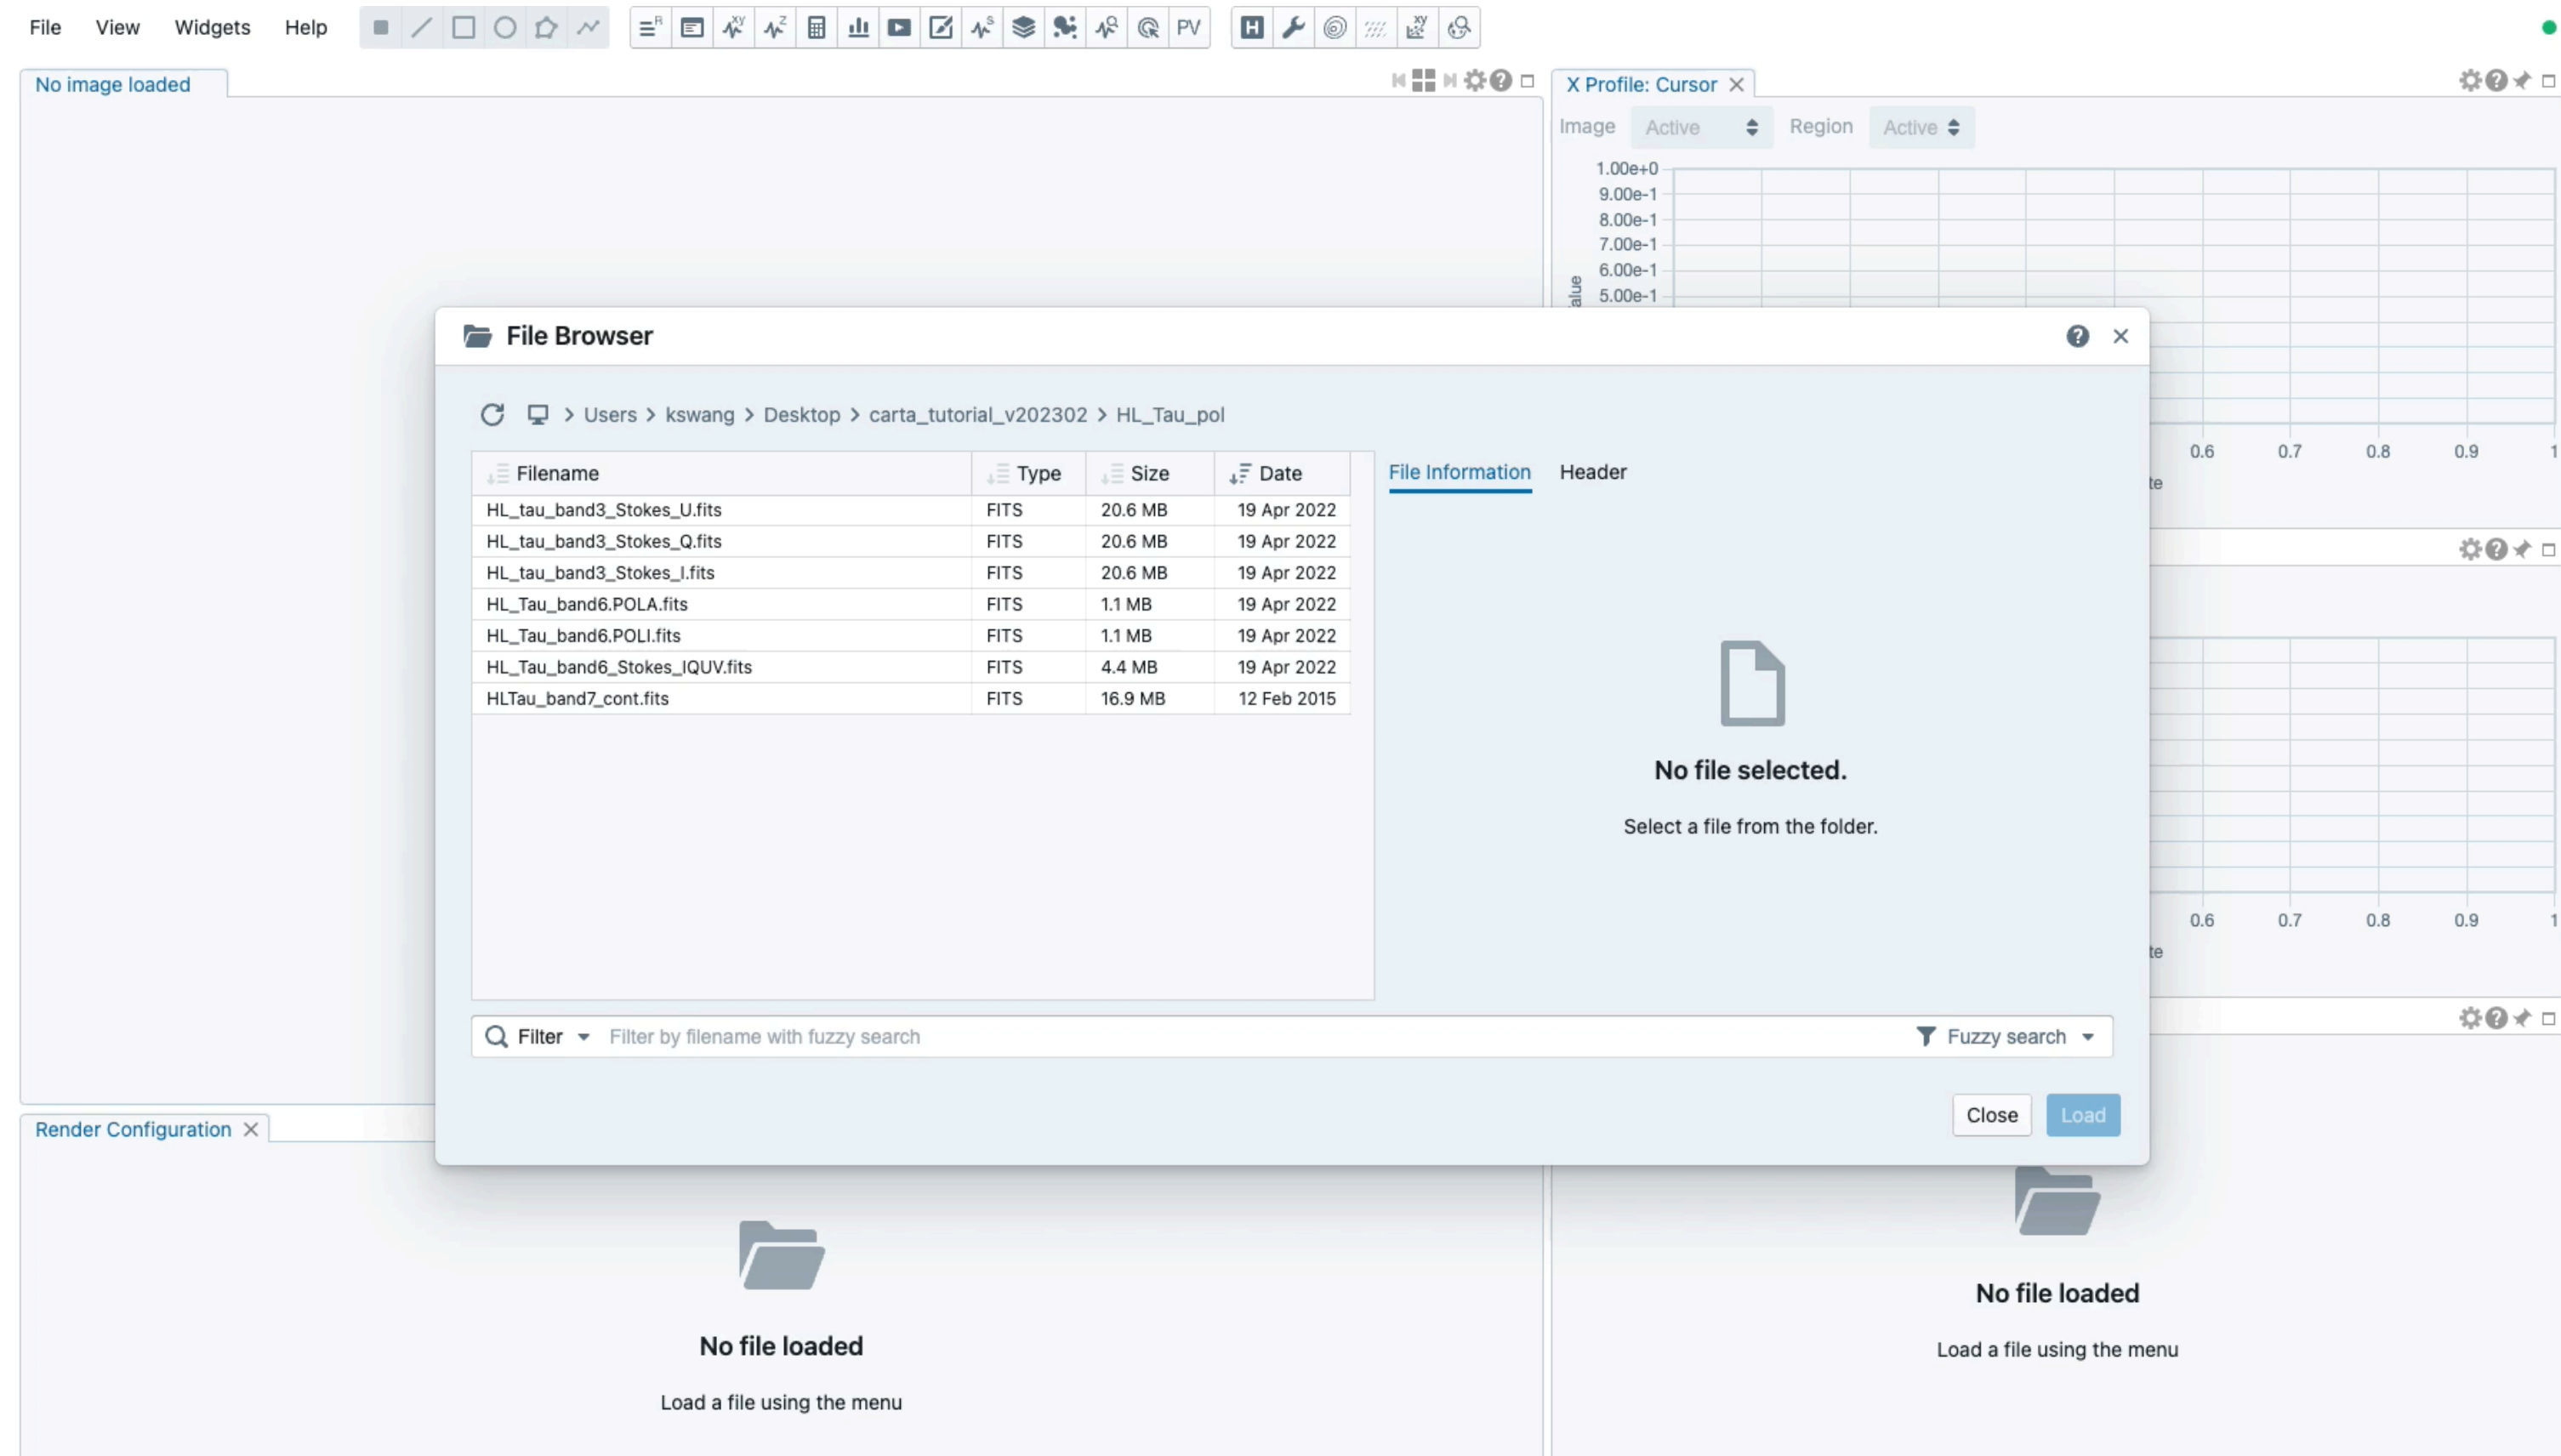 File View Widgets Help PV
No image loaded
X Profile: Cursor
Image Active Region Active
1.00e+0
9.00e-1
8.00e-1
7.00e-1
6.00e-1
5.00e-1
alue
File Browser
Users > kswang > Desktop > carta_tutorial_v202302 > HL_Tau_pol
Filename Type Size Date
HL_tau_band3_Stokes_U.fits FITS 20.6 MB 19 Apr 2022
HL_tau_band3_Stokes_Q.fits FITS 20.6 MB 19 Apr 2022
HL_tau_band3_Stokes_I.fits FITS 20.6 MB 19 Apr 2022
HL_Tau_band6.POLA.fits FITS 1.1 MB 19 Apr 2022
HL_Tau_band6.POLI.fits FITS 1.1 MB 19 Apr 2022
HL_Tau_band6_Stokes_IQUV.fits FITS 4.4 MB 19 Apr 2022
HLTau_band7_cont.fits FITS 16.9 MB 12 Feb 2015
File Information Header
No file selected.
Select a file from the folder.
Filter Filter by filename with fuzzy search Fuzzy search
Close Load
0.6 0.7 0.8 0.9 1
te
0.6 0.7 0.8 0.9 1
te
Render Configuration
No file loaded
Load a file using the menu
No file loaded
Load a file using the menu